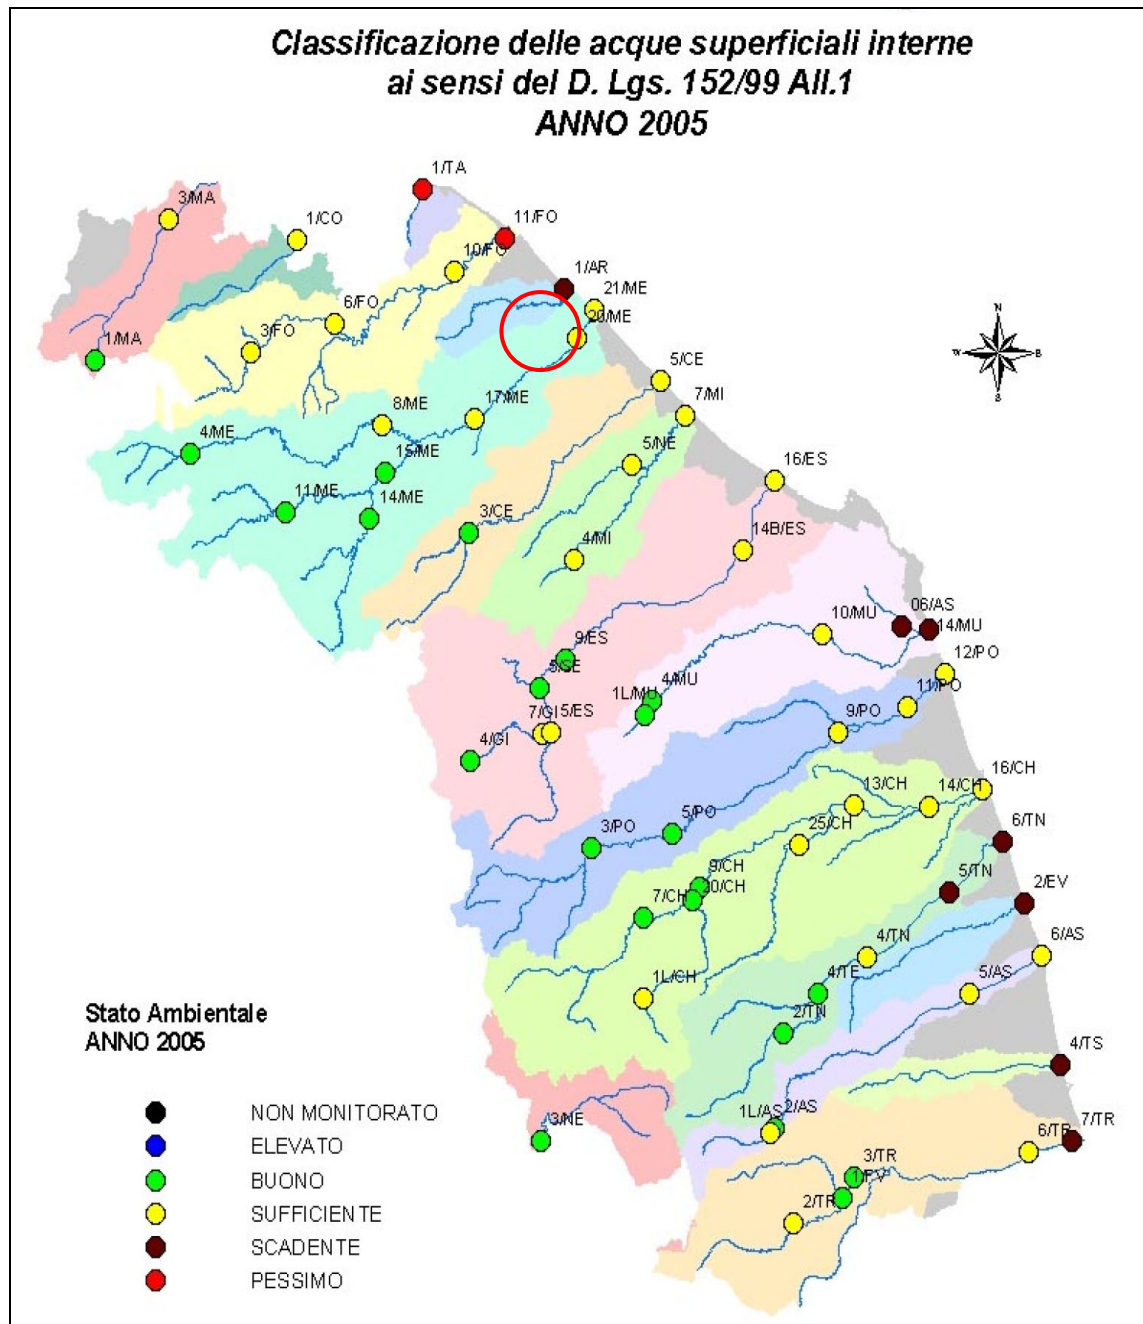 Classificazione delle acque superficiali interne
ai sensi del D. Lgs. 152/99 All.1
ANNO 2005
1/TA
3/MA
1/CO
11/FO
10/FO
1/AR
21/ME
6/FO
20/ME
3/FO
1/MA
5/CE
7/MI
17/ME
8/ME
4/ME
5/NE
15/ME
16/ES
11/ME
14/ME
3/CE
14B/ES
4/MI
06/AS
10/MU
14/MU
9/ES
12/PO
5/SE
4/MU
1L/MU
11/PO
7/GI
5/ES
9/PO
4/GI
16/CH
13/CH
14/CH
3/PO
5/PO
25/CH
6/TN
9/CH
5/TN
20/CH
7/CH
2/EV
4/TN
6/AS
1L/CH
4/TE
5/AS
2/TN
4/TS
1L/AS
2/AS
3/NE
6/TR
7/TR
3/TR
1/FV
2/TR
N
W
E
S
Stato Ambientale
ANNO 2005
NON MONITORATO
ELEVATO
BUONO
SUFFICIENTE
SCADENTE
PESSIMO